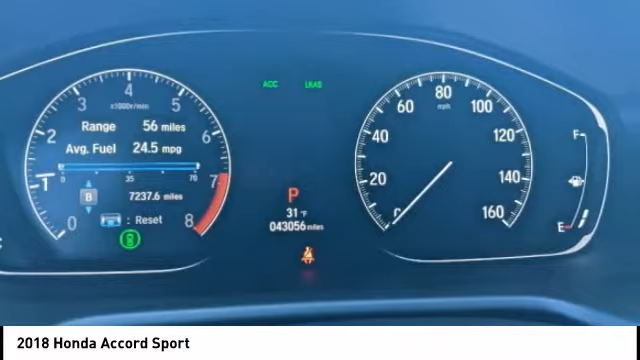 ACC LKAS
0 1 2 3 4 5 6 7 8
x1000r/min
Range 56 miles
Avg. Fuel 24.5 mpg
0 35 70
B 7237.6 miles
: Reset
P
31 °F
043056 miles
0 20 40 60 80 100 120 140 160
mph
F
E
2018 Honda Accord Sport